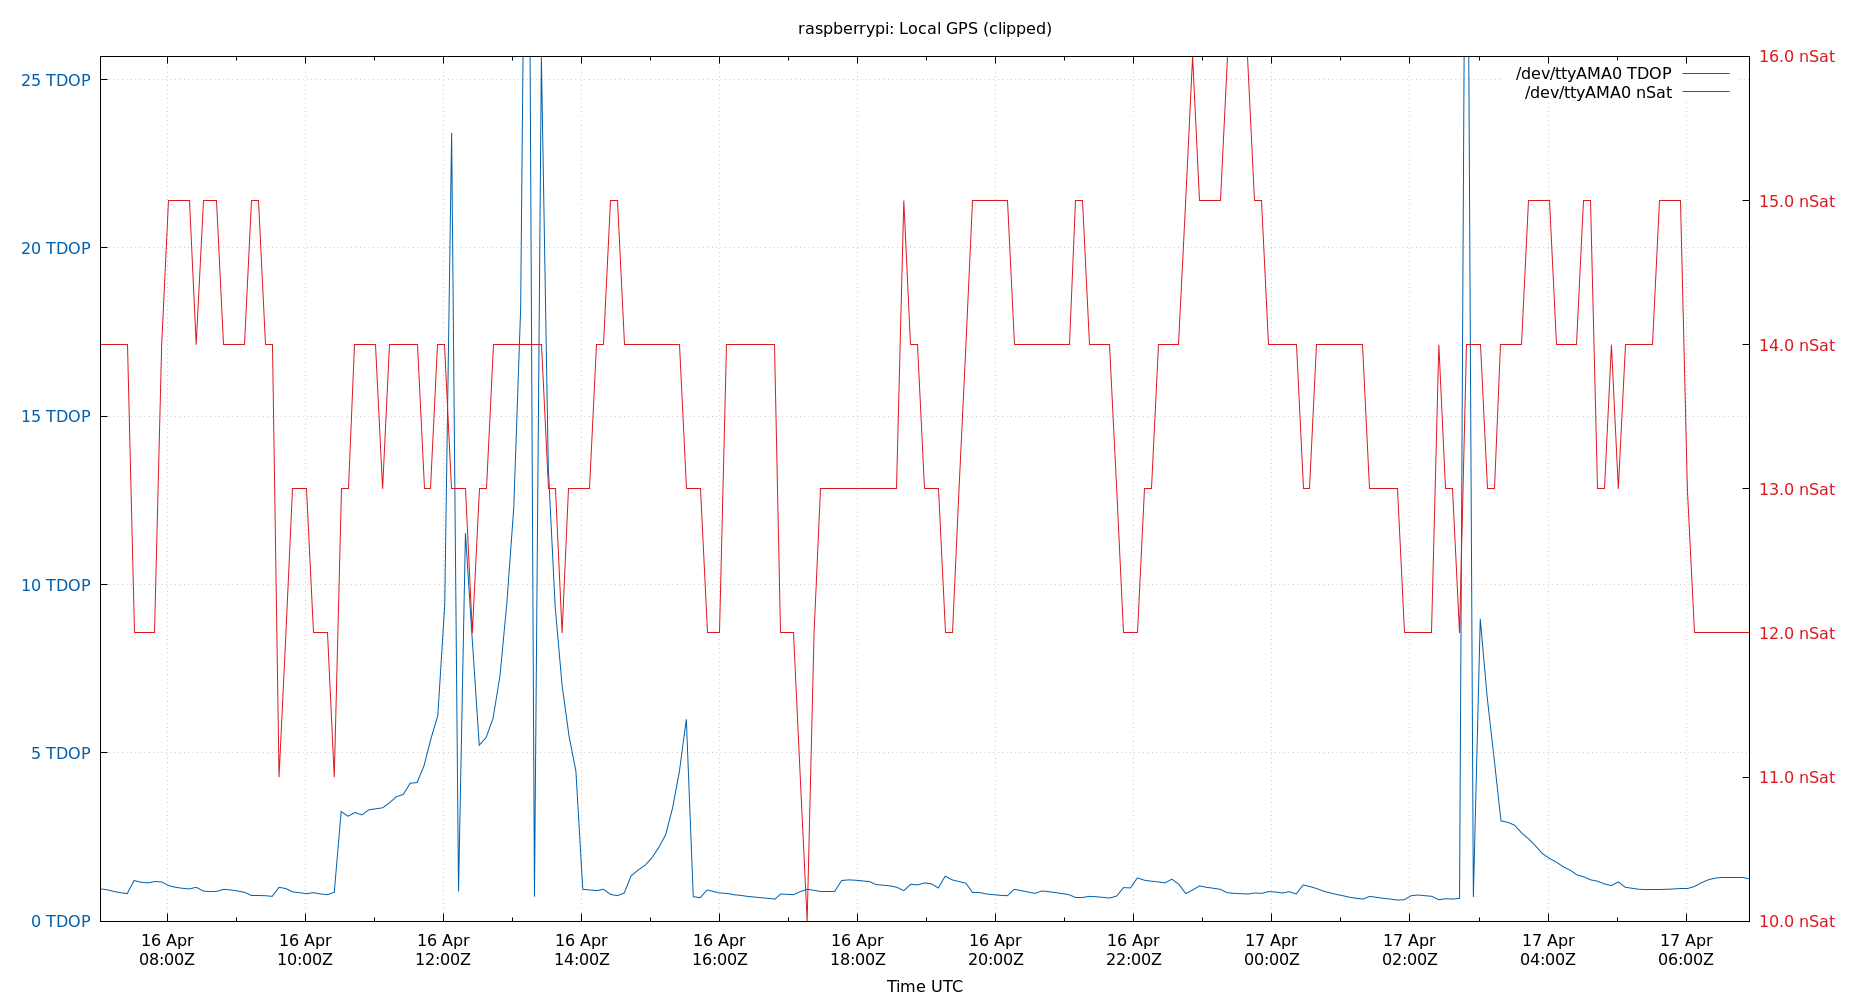 raspberrypi: Local GPS (clipped)
25 TDOP
20 TDOP
15 TDOP
10 TDOP
5 TDOP
0 TDOP
16.0 nSat
15.0 nSat
14.0 nSat
13.0 nSat
12.0 nSat
11.0 nSat
10.0 nSat
/dev/ttyAMA0 TDOP
/dev/ttyAMA0 nSat
16 Apr 16 Apr 16 Apr 16 Apr 16 Apr 16 Apr 16 Apr 16 Apr 17 Apr 17 Apr 17 Apr 17 Apr
08:00Z 10:00Z 12:00Z 14:00Z 16:00Z 18:00Z 20:00Z 22:00Z 00:00Z 02:00Z 04:00Z 06:00Z
Time UTC